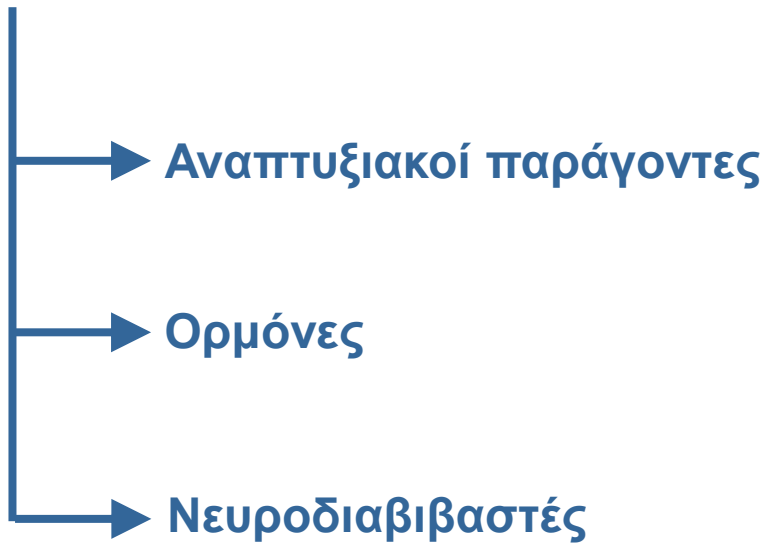 Αναπτυξιακοί παράγοντες
Ορμόνες
Νευροδιαβιβαστές